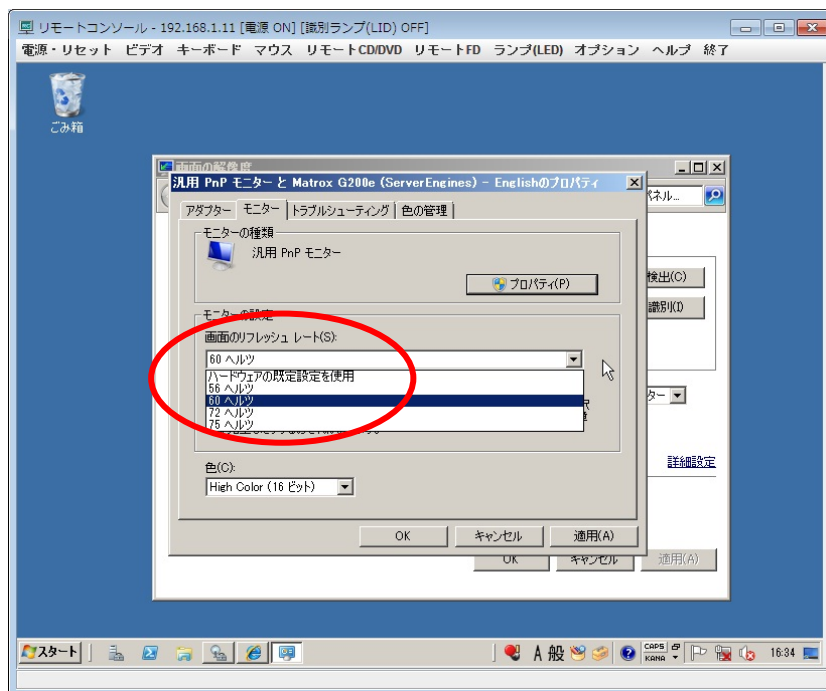 リモートコンソール - 192.168.1.11 [電源 ON] [識別ランプ(LID) OFF]
電源・リセット ビデオ キーボード マウス リモートCD/DVD リモートFD ランプ(LED) オプション ヘルプ 終了
ごみ箱
画面の解像度
汎用 PnP モニターと Matrox G200e (ServerEngines) - Englishのプロパティ
パネル...
アダプター モニター トラブルシューティング 色の管理
モニターの種類
汎用 PnP モニター
検出(C)
プロパティ(P)
識別(I)
モニターの設定
画面のリフレッシュ レート(S):
60 ヘルツ
ハードウェアの既定設定を使用
56 ヘルツ
60 ヘルツ
72 ヘルツ
75 ヘルツ
ター
詳細設定
色(C):
High Color (16 ビット)
OK キャンセル 適用(A)
OK キャンセル 適用(A)
スタート
A 般
CAPS
KANA
16:34